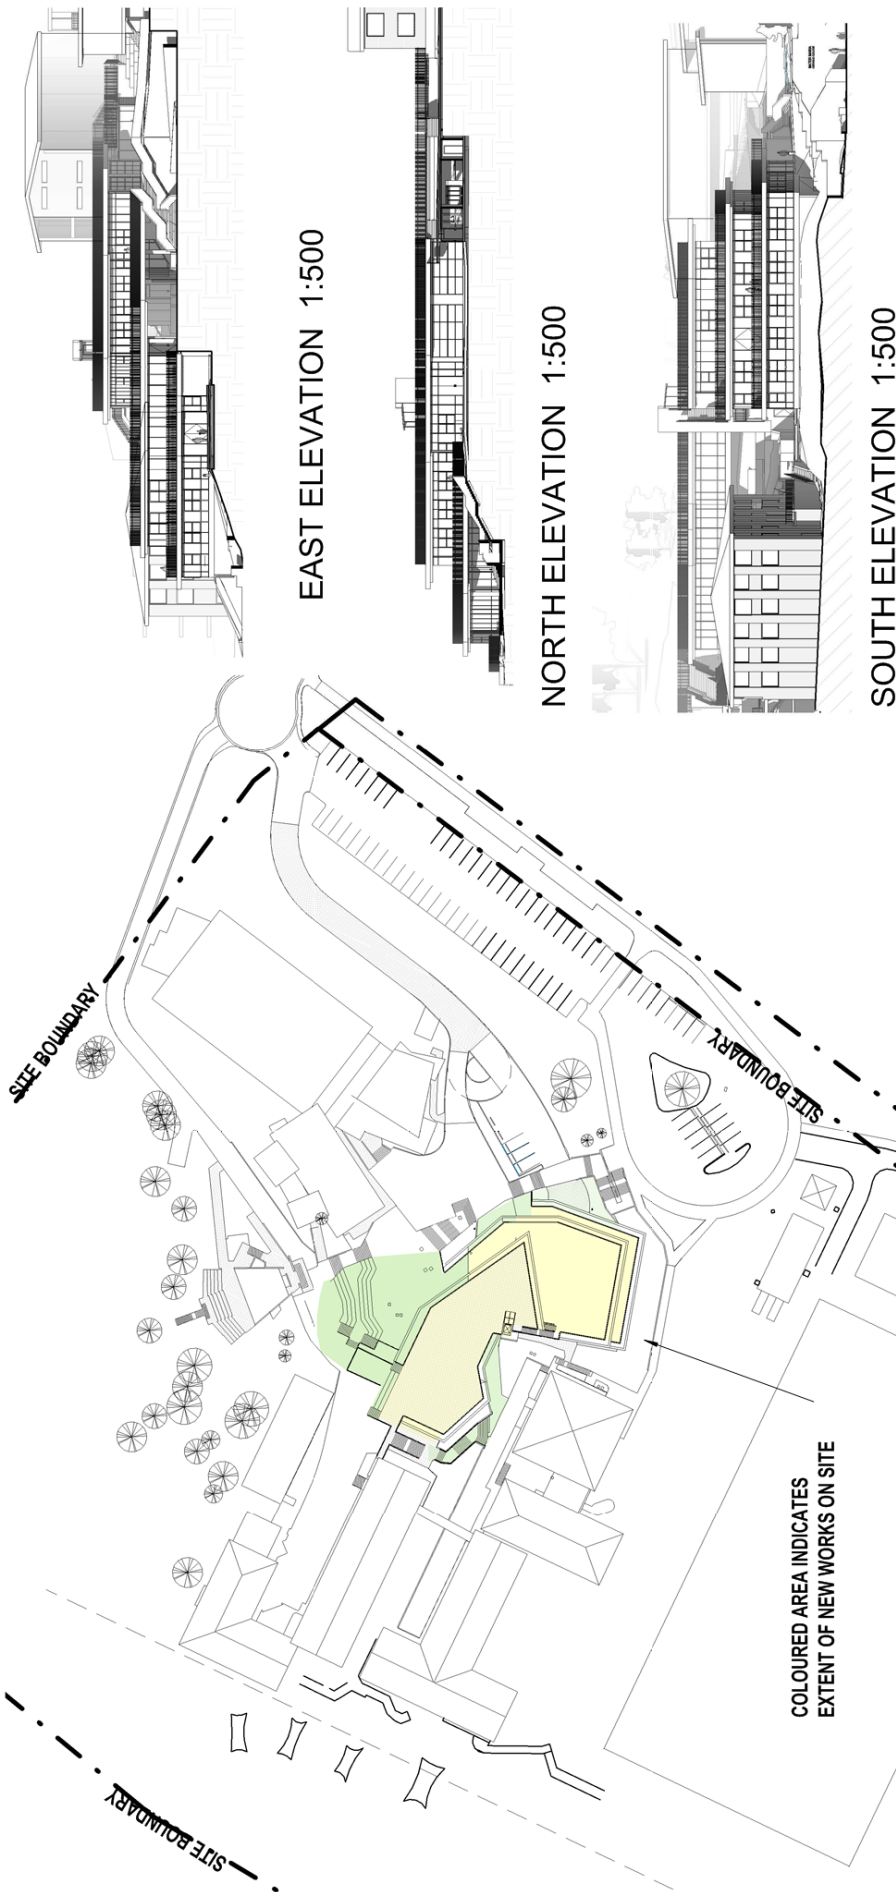 EAST ELEVATION 1:500
NORTH ELEVATION 1:500
SOUTH ELEVATION 1:500
SITE BOUNDARY
SITE BOUNDARY
SITE BOUNDARY
COLOURED AREA INDICATES
EXTENT OF NEW WORKS ON SITE